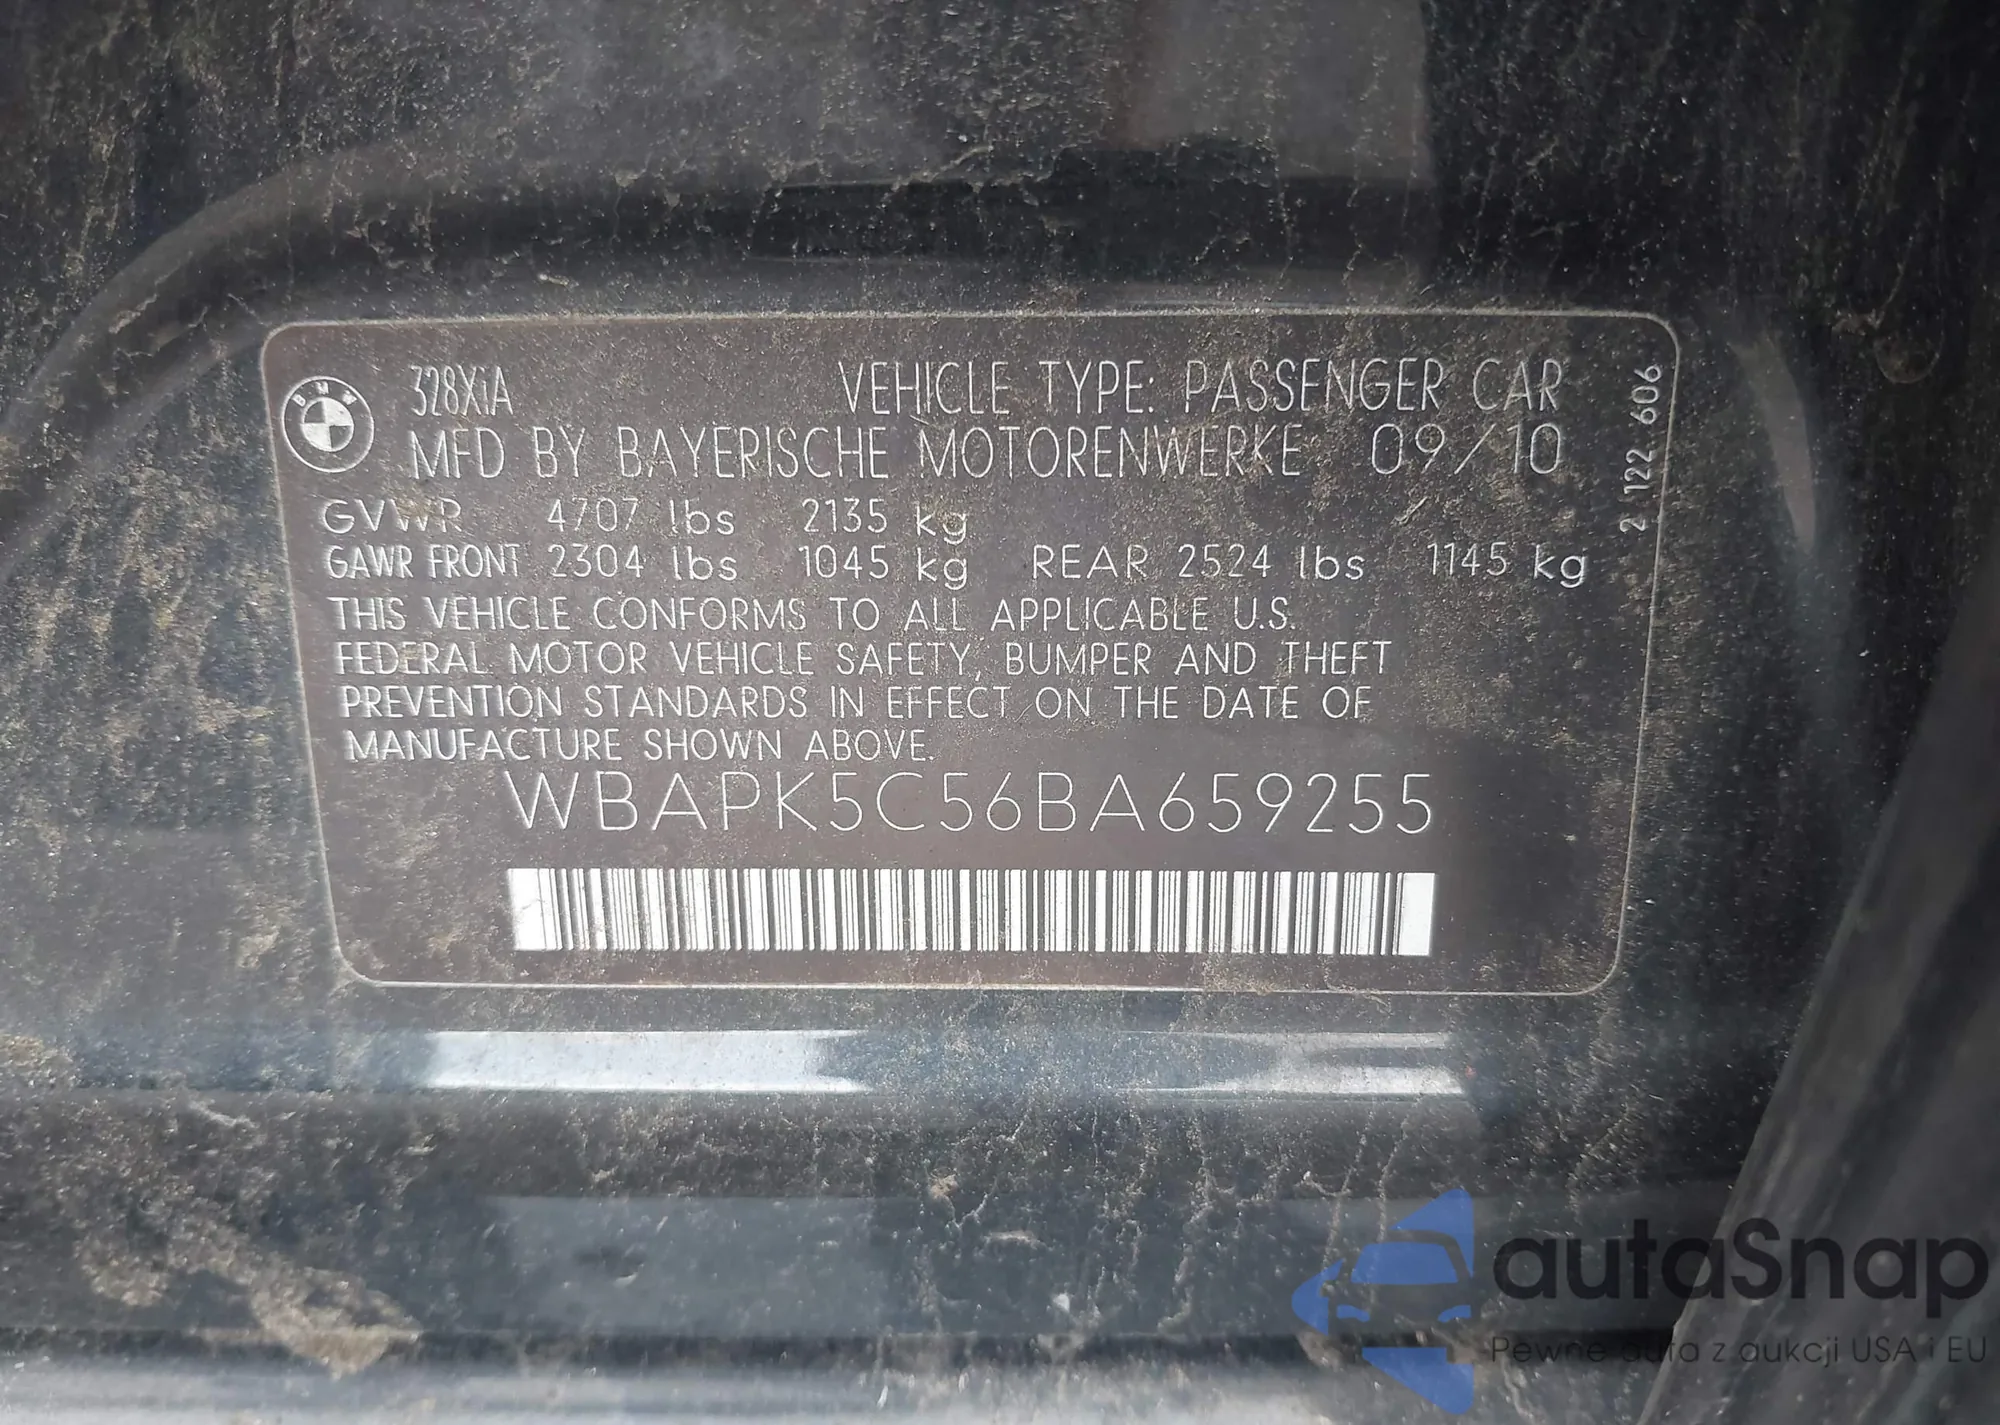 BMW
328XiA VEHICLE TYPE: PASSENGER CAR
MFD BY BAYERISCHE MOTORENWERKE 09/10
GVWR 4707 lbs 2135 kg
GAWR FRONT 2304 lbs 1045 kg REAR 2524 lbs 1145 kg
THIS VEHICLE CONFORMS TO ALL APPLICABLE U.S.
FEDERAL MOTOR VEHICLE SAFETY, BUMPER AND THEFT
PREVENTION STANDARDS IN EFFECT ON THE DATE OF
MANUFACTURE SHOWN ABOVE.
WBAPK5C56BA659255
2 122 606
autoSnap
Pewne auta z aukcji USA i EU